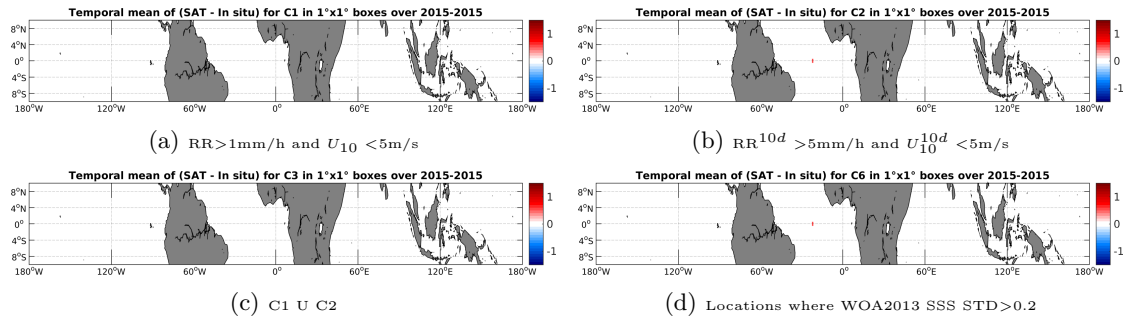 Temporal mean of (SAT - In situ) for C1 in 1°x1° boxes over 2015-2015
8°N
4°N
0°
4°S
8°S
180°W 120°W 60°W 0° 60°E 120°E 180°W
1
0
-1
(a) RR>1mm/h and U10 <5m/s
Temporal mean of (SAT - In situ) for C2 in 1°x1° boxes over 2015-2015
8°N
4°N
0°
4°S
8°S
180°W 120°W 60°W 0° 60°E 120°E 180°W
1
0
-1
(b) RR^10d >5mm/h and U10^10d <5m/s
Temporal mean of (SAT - In situ) for C3 in 1°x1° boxes over 2015-2015
8°N
4°N
0°
4°S
8°S
180°W 120°W 60°W 0° 60°E 120°E 180°W
1
0
-1
(c) C1 U C2
Temporal mean of (SAT - In situ) for C6 in 1°x1° boxes over 2015-2015
8°N
4°N
0°
4°S
8°S
180°W 120°W 60°W 0° 60°E 120°E 180°W
1
0
-1
(d) Locations where WOA2013 SSS STD>0.2